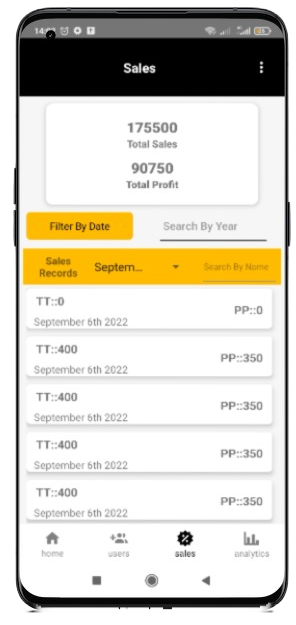 Sales
175500
Total Sales
90750
Total Profit
Filter By Date
Search By Year
Sales
Records
Septem...
Search By Name
TT::0
PP::0
September 6th 2022
TT::400
PP::350
September 6th 2022
TT::400
PP::350
September 6th 2022
TT::400
PP::350
September 6th 2022
TT::400
PP::350
September 6th 2022
home
users
sales
analytics